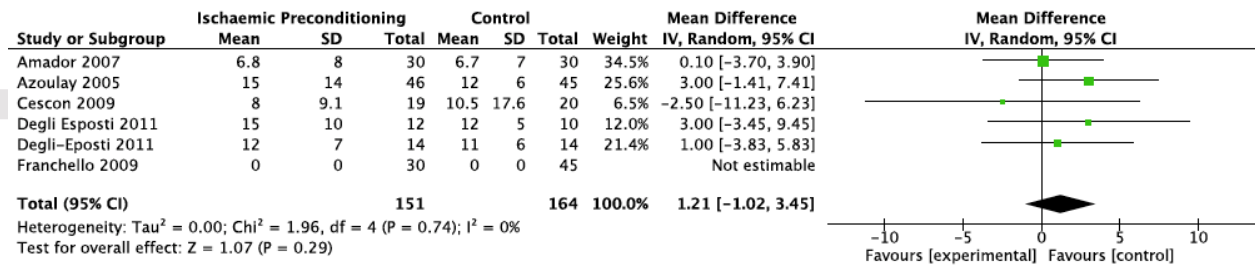 Ischaemic Preconditioning Control Mean Difference Mean Difference
Study or Subgroup Mean SD Total Mean SD Total Weight IV, Random, 95% CI IV, Random, 95% CI
Amador 2007 6.8 8 30 6.7 7 30 34.5% 0.10 [-3.70, 3.90]
Azoulay 2005 15 14 46 12 6 45 25.6% 3.00 [-1.41, 7.41]
Cescon 2009 8 9.1 19 10.5 17.6 20 6.5% -2.50 [-11.23, 6.23]
Degli Esposti 2011 15 10 12 12 5 10 12.0% 3.00 [-3.45, 9.45]
Degli-Eposti 2011 12 7 14 11 6 14 21.4% 1.00 [-3.83, 5.83]
Franchello 2009 0 0 30 0 0 45 Not estimable
Total (95% CI) 151 164 100.0% 1.21 [-1.02, 3.45]
Heterogeneity: Tau² = 0.00; Chi² = 1.96, df = 4 (P = 0.74); I² = 0%
Test for overall effect: Z = 1.07 (P = 0.29)
-10 -5 0 5 10
Favours [experimental] Favours [control]